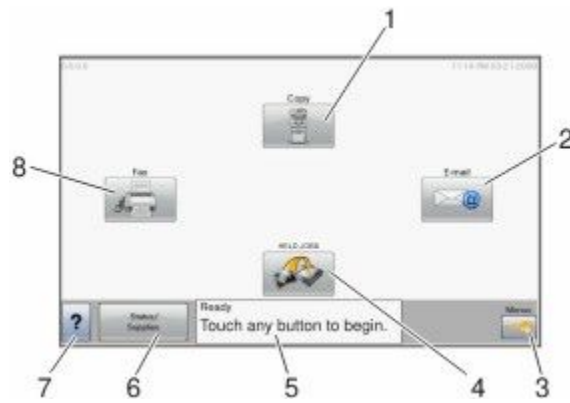 1
Copy
2
E-mail
8
Fax
HELD JOBS
Ready
Touch any button to begin.
Status/
Supplies
Menus
?
7
6
5
4
3